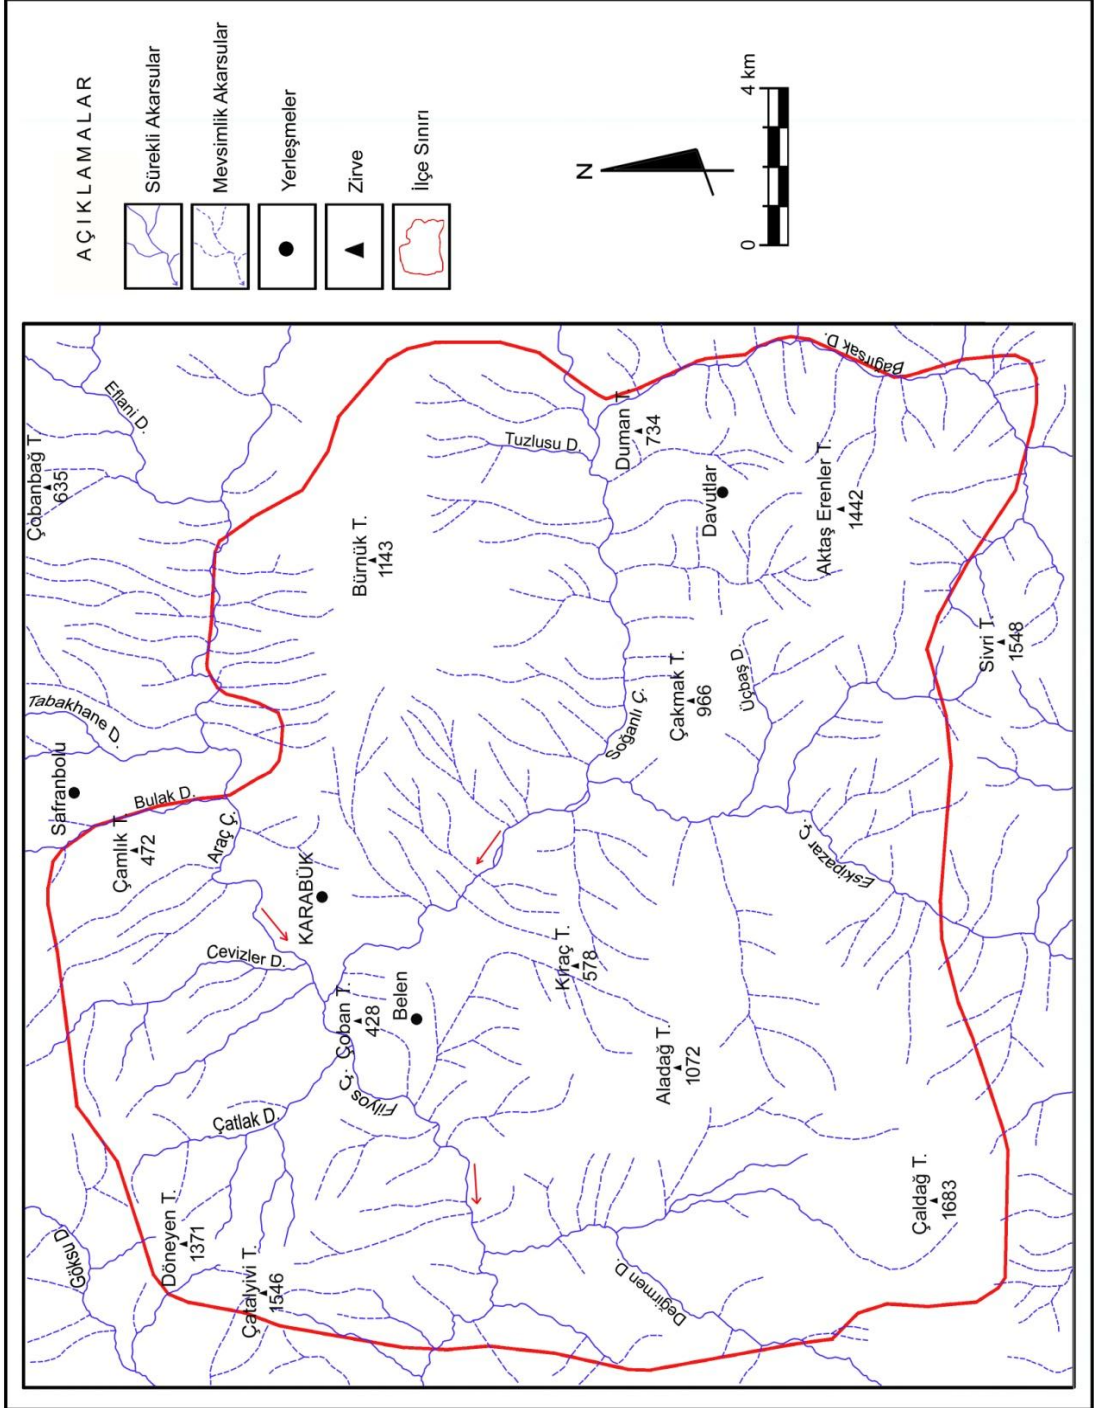 AÇIKLAMALAR
Sürekli Akarsular
Mevsimlik Akarsular
Yerleşmeler
Zirve
İlçe Sınırı
N
0
4 km
Çobanbağ T.
635
Eflani D.
Tabakhane D.
Safranbolu
Bulak D.
Çamlık T.
472
Araç Ç.
KARABÜK
Cevizler D.
Bürnük T.
1143
Tuzlusu D.
Duman T.
734
Bağırsak D.
Davutlar
Aktaş Erenler T.
1442
Çakmak T.
966
Soğanlı Ç.
Üçbaş D.
Sivri T.
1548
Eskipazar Ç.
Kıraç T.
578
Aladağ T.
1072
Çoban T.
428
Belen
Filyos Ç.
Çatlak D.
Göksu D.
Döneyen T.
1371
Çatalyivi T.
1546
Değirmen D.
Çaldağ T.
1683